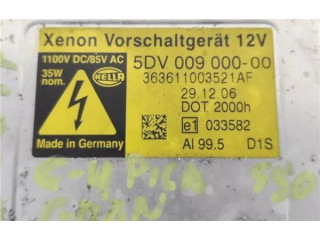 Xenon Vorschaltgerät 12V
1100V DC/85V AC
35W
nom.
HELLA
5DV 009 000-00
363611003521AF
29.12.06
DOT 2000h
e1 033582
Made in Germany
AI 99.5 D1S